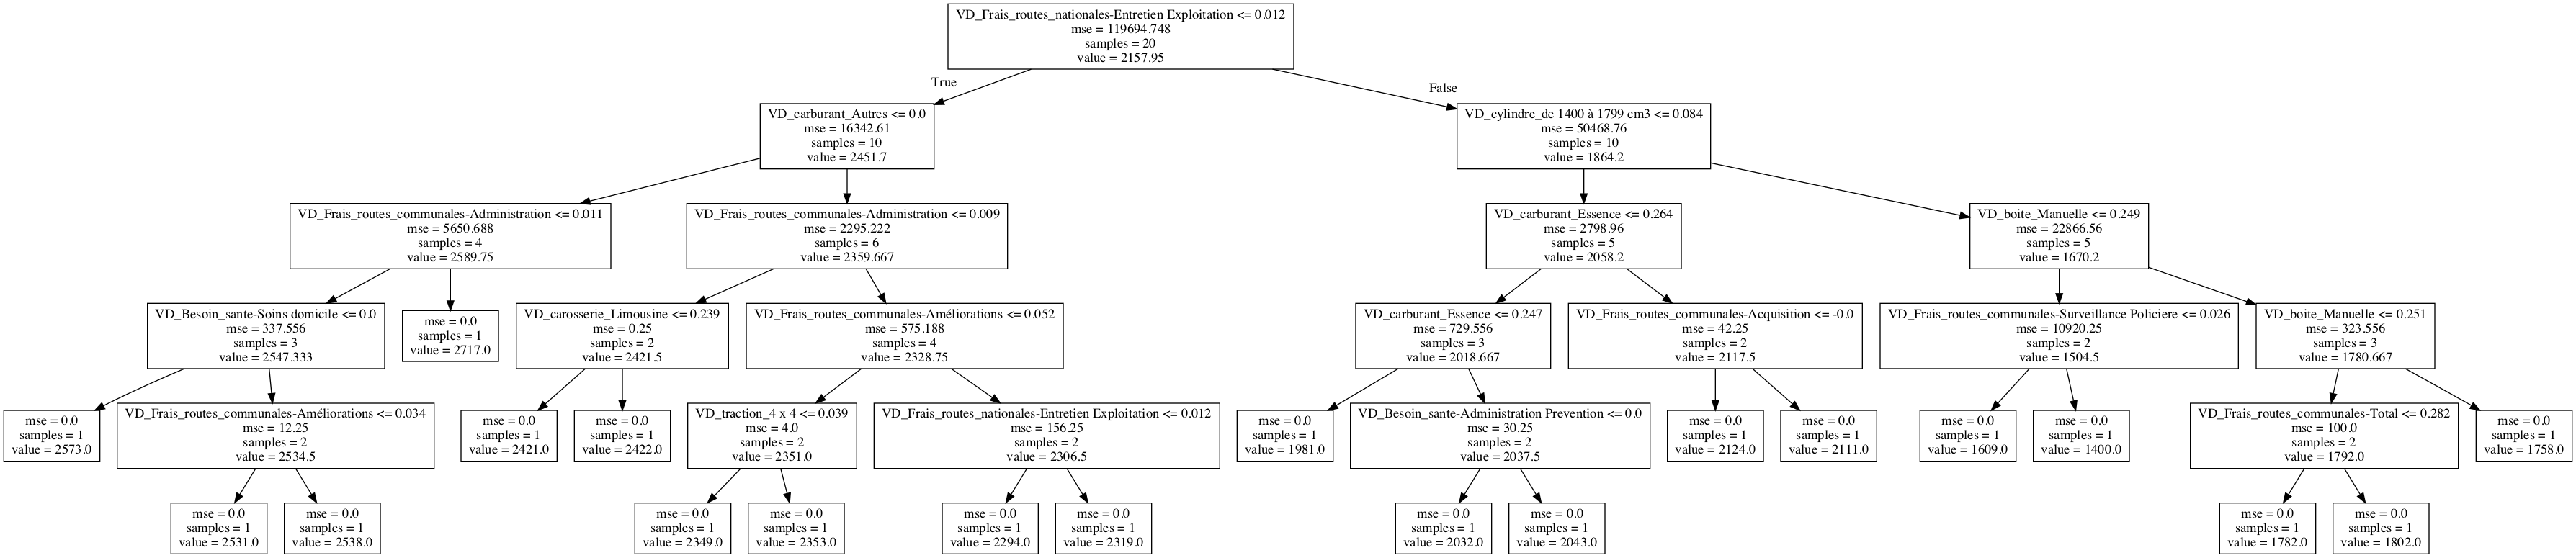 VD_Frais_routes_nationales-Entretien Exploitation <= 0.012
mse = 119694.748
samples = 20
value = 2157.95
True
False
VD_carburant_Autres <= 0.0
mse = 16342.61
samples = 10
value = 2451.7
VD_cylindre_de 1400 à 1799 cm3 <= 0.084
mse = 50468.76
samples = 10
value = 1864.2
VD_Frais_routes_communales-Administration <= 0.011
mse = 5650.688
samples = 4
value = 2589.75
VD_Frais_routes_communales-Administration <= 0.009
mse = 2295.222
samples = 6
value = 2359.667
VD_carburant_Essence <= 0.264
mse = 2798.96
samples = 5
value = 2058.2
VD_boite_Manuelle <= 0.249
mse = 22866.56
samples = 5
value = 1670.2
VD_Besoin_sante-Soins domicile <= 0.0
mse = 337.556
samples = 3
value = 2547.333
mse = 0.0
samples = 1
value = 2717.0
VD_carosserie_Limousine <= 0.239
mse = 0.25
samples = 2
value = 2421.5
VD_Frais_routes_communales-Améliorations <= 0.052
mse = 575.188
samples = 4
value = 2328.75
VD_carburant_Essence <= 0.247
mse = 729.556
samples = 3
value = 2018.667
VD_Frais_routes_communales-Acquisition <= -0.0
mse = 42.25
samples = 2
value = 2117.5
VD_Frais_routes_communales-Surveillance Policiere <= 0.026
mse = 10920.25
samples = 2
value = 1504.5
VD_boite_Manuelle <= 0.251
mse = 323.556
samples = 3
value = 1780.667
mse = 0.0
samples = 1
value = 2573.0
VD_Frais_routes_communales-Améliorations <= 0.034
mse = 12.25
samples = 2
value = 2534.5
mse = 0.0
samples = 1
value = 2421.0
mse = 0.0
samples = 1
value = 2422.0
VD_traction_4 x 4 <= 0.039
mse = 4.0
samples = 2
value = 2351.0
VD_Frais_routes_nationales-Entretien Exploitation <= 0.012
mse = 156.25
samples = 2
value = 2306.5
mse = 0.0
samples = 1
value = 1981.0
VD_Besoin_sante-Administration Prevention <= 0.0
mse = 30.25
samples = 2
value = 2037.5
mse = 0.0
samples = 1
value = 2124.0
mse = 0.0
samples = 1
value = 2111.0
mse = 0.0
samples = 1
value = 1609.0
mse = 0.0
samples = 1
value = 1400.0
VD_Frais_routes_communales-Total <= 0.282
mse = 100.0
samples = 2
value = 1792.0
mse = 0.0
samples = 1
value = 1758.0
mse = 0.0
samples = 1
value = 2531.0
mse = 0.0
samples = 1
value = 2538.0
mse = 0.0
samples = 1
value = 2349.0
mse = 0.0
samples = 1
value = 2353.0
mse = 0.0
samples = 1
value = 2294.0
mse = 0.0
samples = 1
value = 2319.0
mse = 0.0
samples = 1
value = 2032.0
mse = 0.0
samples = 1
value = 2043.0
mse = 0.0
samples = 1
value = 1782.0
mse = 0.0
samples = 1
value = 1802.0